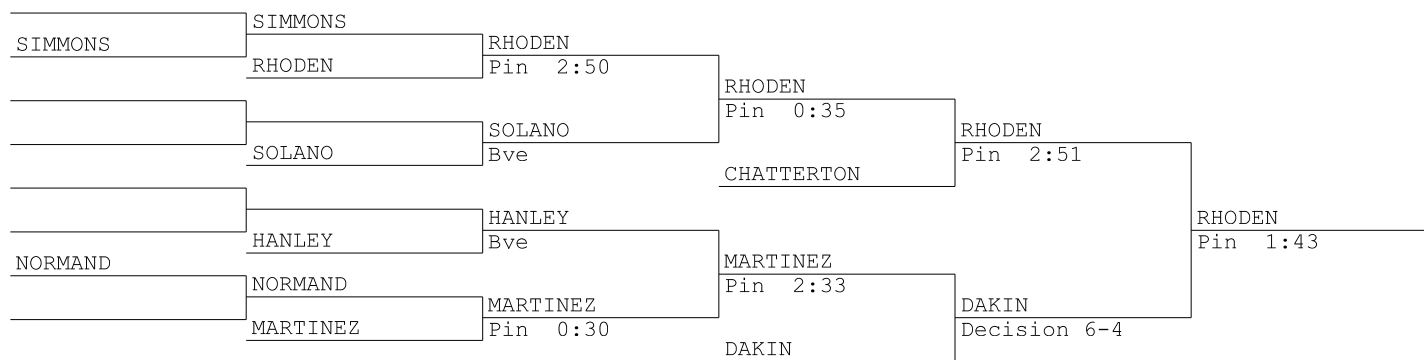 SIMMONS
SIMMONS
RHODEN
RHODEN
Pin 2:50
SOLANO
SOLANO
Bve
RHODEN
Pin 0:35
CHATTERTON
RHODEN
Pin 2:51
HANLEY
HANLEY
Bve
NORMAND
NORMAND
MARTINEZ
MARTINEZ
Pin 0:30
MARTINEZ
Pin 2:33
DAKIN
DAKIN
Decision 6-4
RHODEN
Pin 1:43